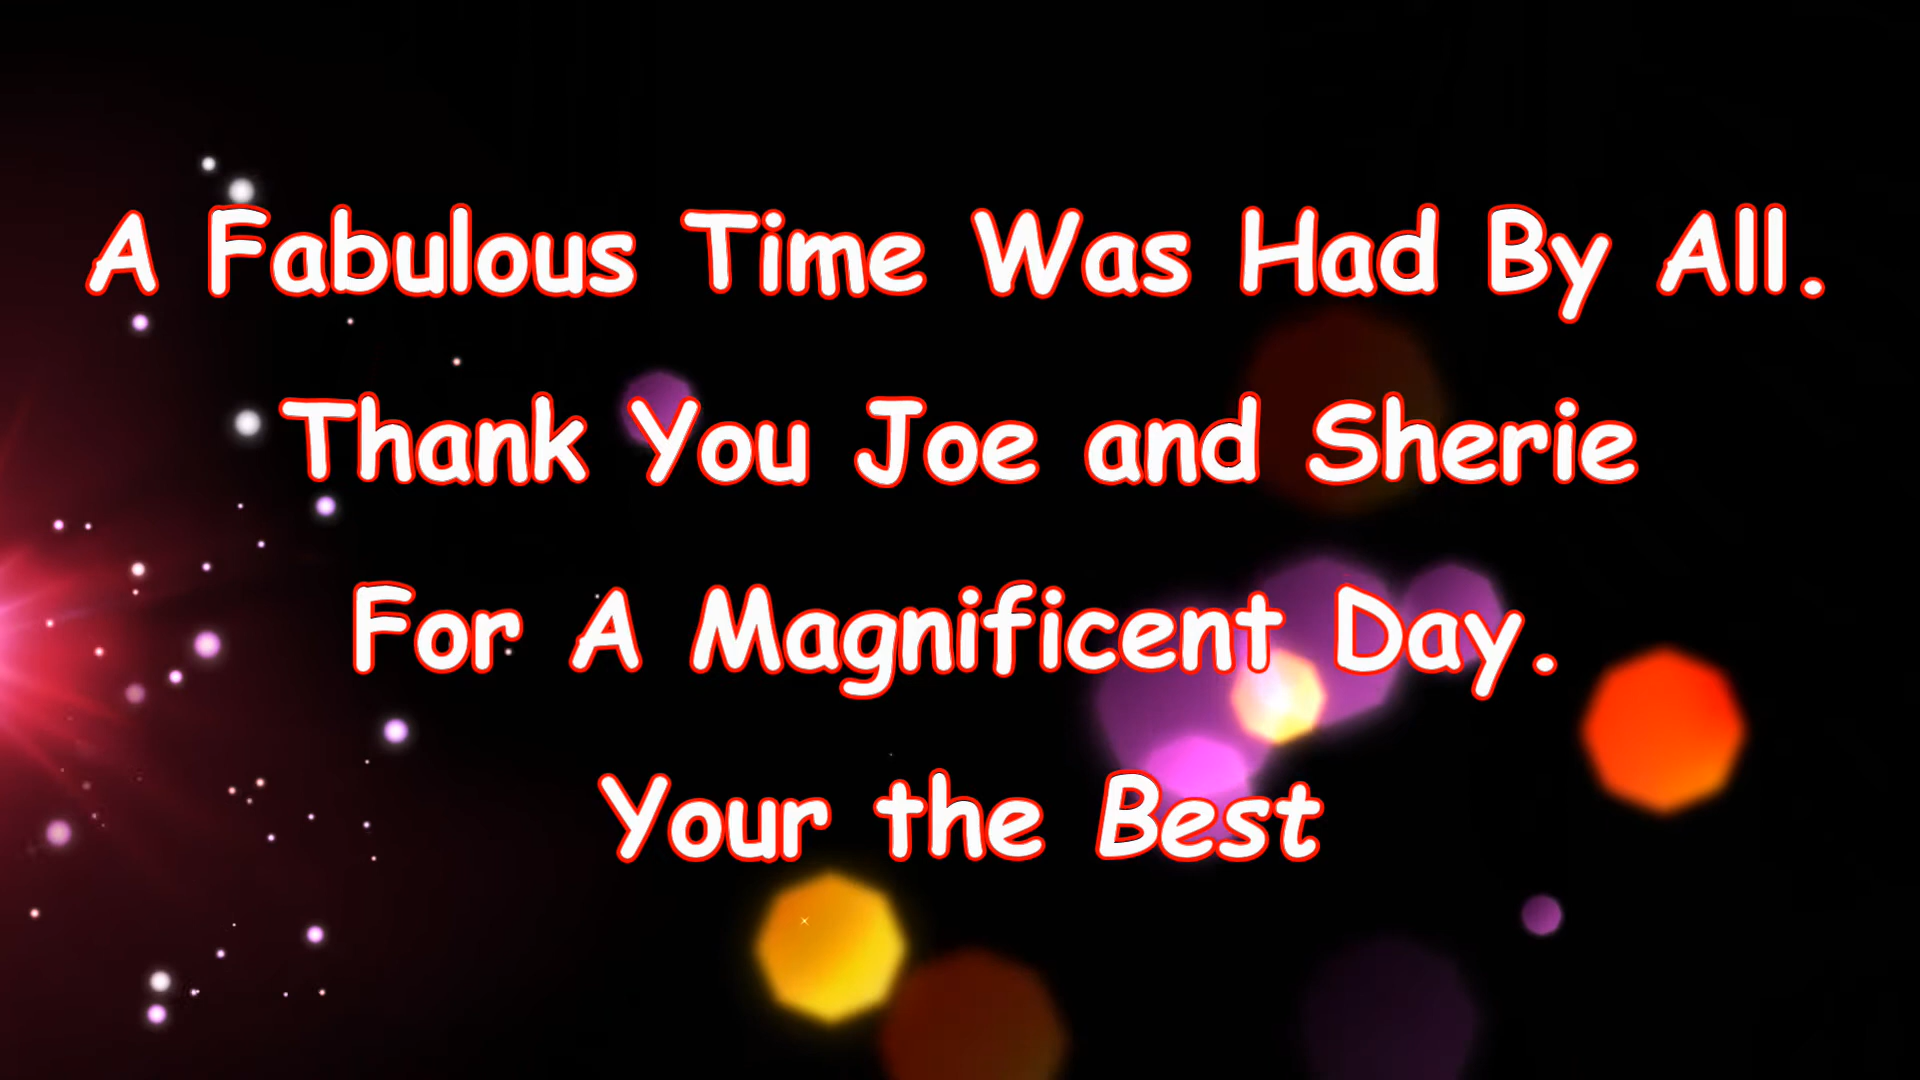 A Fabulous Time Was Had By All.
Thank You Joe and Sherie
For A Magnificent Day.
Your the Best